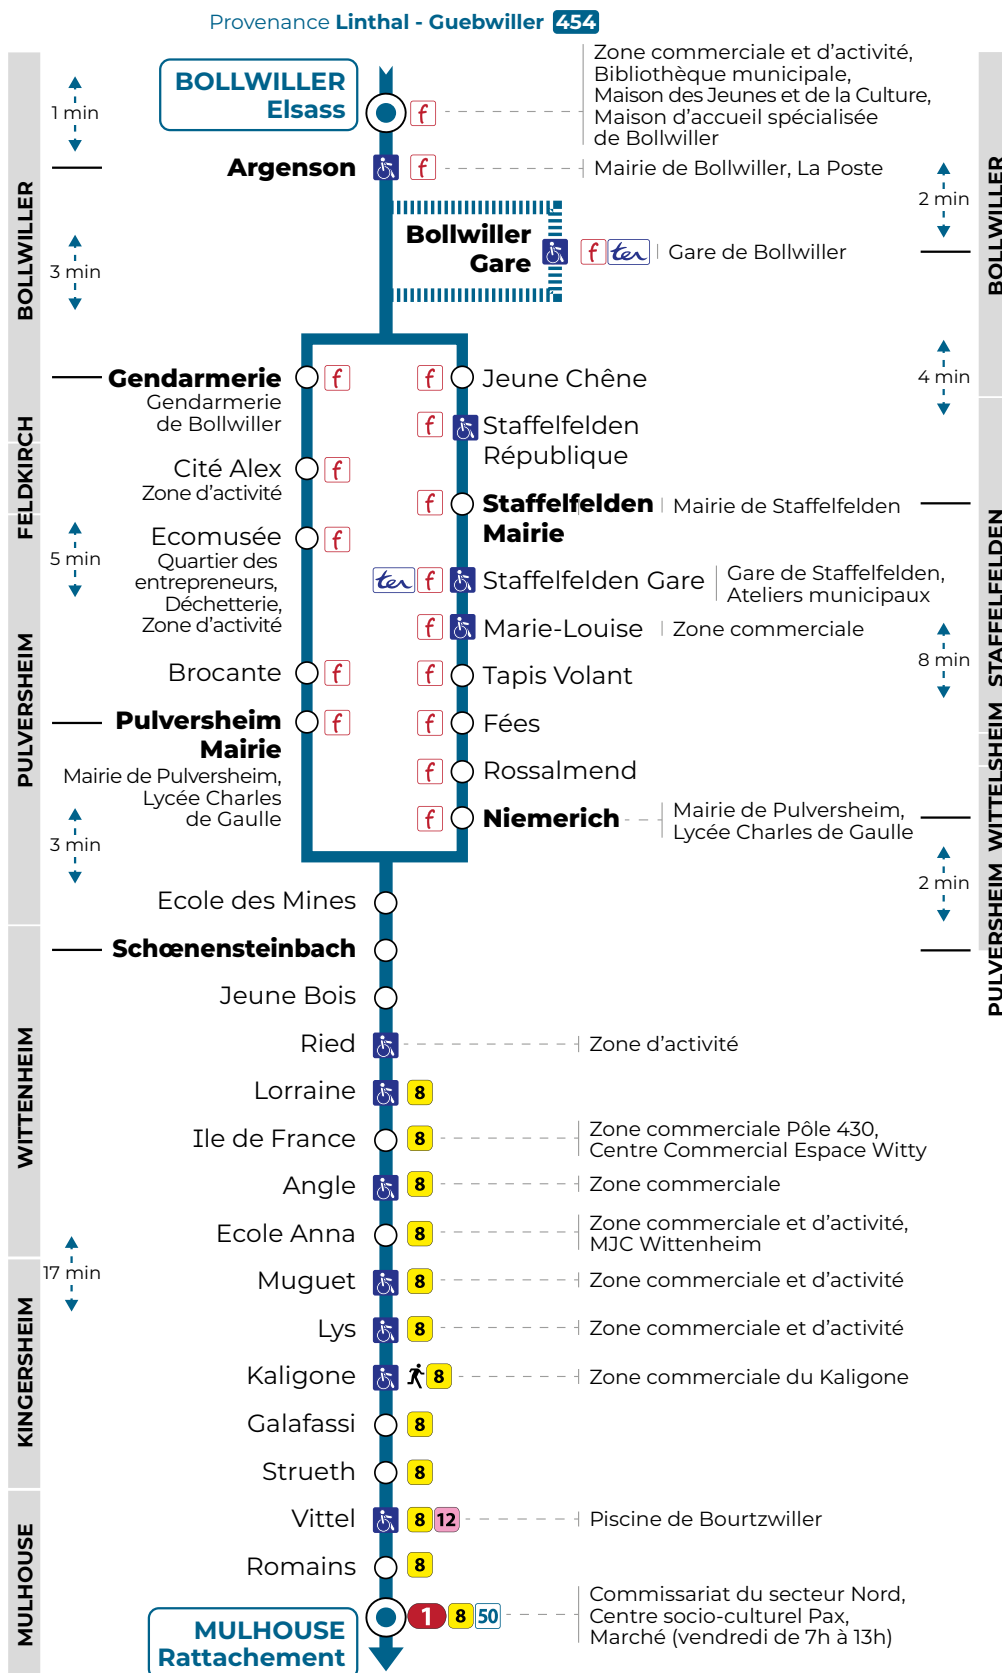 Provenance Linthal - Guebwiller 454
BOLLWILLER
Elsass
f
Zone commerciale et d'activité,
Bibliothèque municipale,
Maison des Jeunes et de la Culture,
Maison d'accueil spécialisée
de Bollwiller
1 min
Argenson
f
Mairie de Bollwiller, La Poste
2 min
BOLLWILLER
BOLLWILLER
3 min
Bollwiller
Gare
f ter
Gare de Bollwiller
4 min
Gendarmerie
f
Gendarmerie
de Bollwiller
FELDKIRCH
Cité Alex
f
Zone d'activité
Ecomusée
f
Quartier des
entrepreneurs,
Déchetterie,
Zone d'activité
5 min
Brocante
f
PULVERSHEIM
Pulversheim
Mairie
f
Mairie de Pulversheim,
Lycée Charles
de Gaulle
3 min
f
Jeune Chêne
f
Staffelfelden
République
f
Staffelfelden
Mairie
Mairie de Staffelfelden
STAFFELFELDEN
ter f
Staffelfelden Gare
Gare de Staffelfelden,
Ateliers municipaux
f
Marie-Louise
Zone commerciale
8 min
f
Tapis Volant
f
Fées
WITTELSHEIM
f
Rossalmend
f
Niemerich
Mairie de Pulversheim,
Lycée Charles de Gaulle
2 min
PULVERSHEIM
Ecole des Mines
Schœnensteinbach
Jeune Bois
Ried
Zone d'activité
WITTENHEIM
Lorraine
8
Ile de France
8
Zone commerciale Pôle 430,
Centre Commercial Espace Witty
Angle
8
Zone commerciale
Ecole Anna
8
Zone commerciale et d'activité,
MJC Wittenheim
17 min
Muguet
8
Zone commerciale et d'activité
KINGERSHEIM
Lys
8
Zone commerciale et d'activité
Kaligone
8
Zone commerciale du Kaligone
Galafassi
8
Strueth
8
MULHOUSE
Vittel
8 12
Piscine de Bourtzwiller
Romains
8
MULHOUSE
Rattachement
1 8 50
Commissariat du secteur Nord,
Centre socio-culturel Pax,
Marché (vendredi de 7h à 13h)